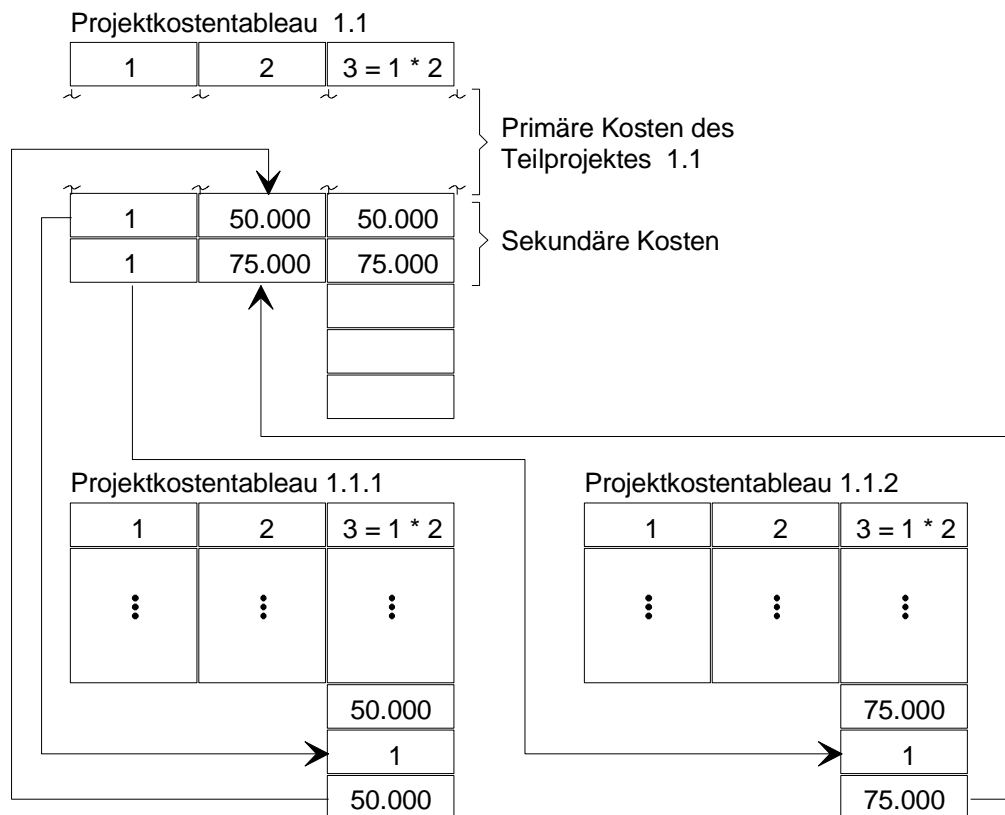 Projektkostentableau 1.1
1 2 3 = 1 * 2
Primäre Kosten des
Teilprojektes 1.1
1 50.000 50.000
Sekundäre Kosten
1 75.000 75.000
Projektkostentableau 1.1.1
1 2 3 = 1 * 2
50.000
1
50.000
Projektkostentableau 1.1.2
1 2 3 = 1 * 2
75.000
1
75.000